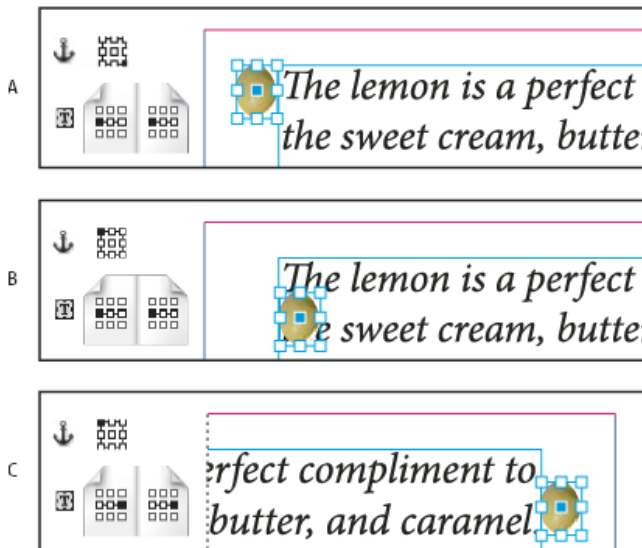 A
The lemon is a perfect
the sweet cream, butte
B
The lemon is a perfect
e sweet cream, butte
C
erfect compliment to
butter, and caramel.